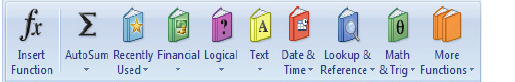 fx Σ ? A θ
Insert AutoSum Recently Financial Logical Text Date & Lookup & Math More
Function Used Time Reference & Trig Functions